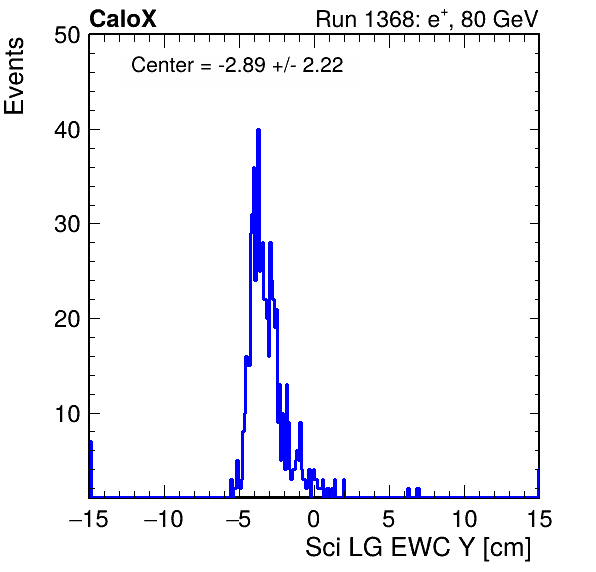 CaloX Run 1368: e⁺, 80 GeV
Events
Center = -2.89 +/- 2.22
50
40
30
20
10
−15 −10 −5 0 5 10 15
Sci LG EWC Y [cm]